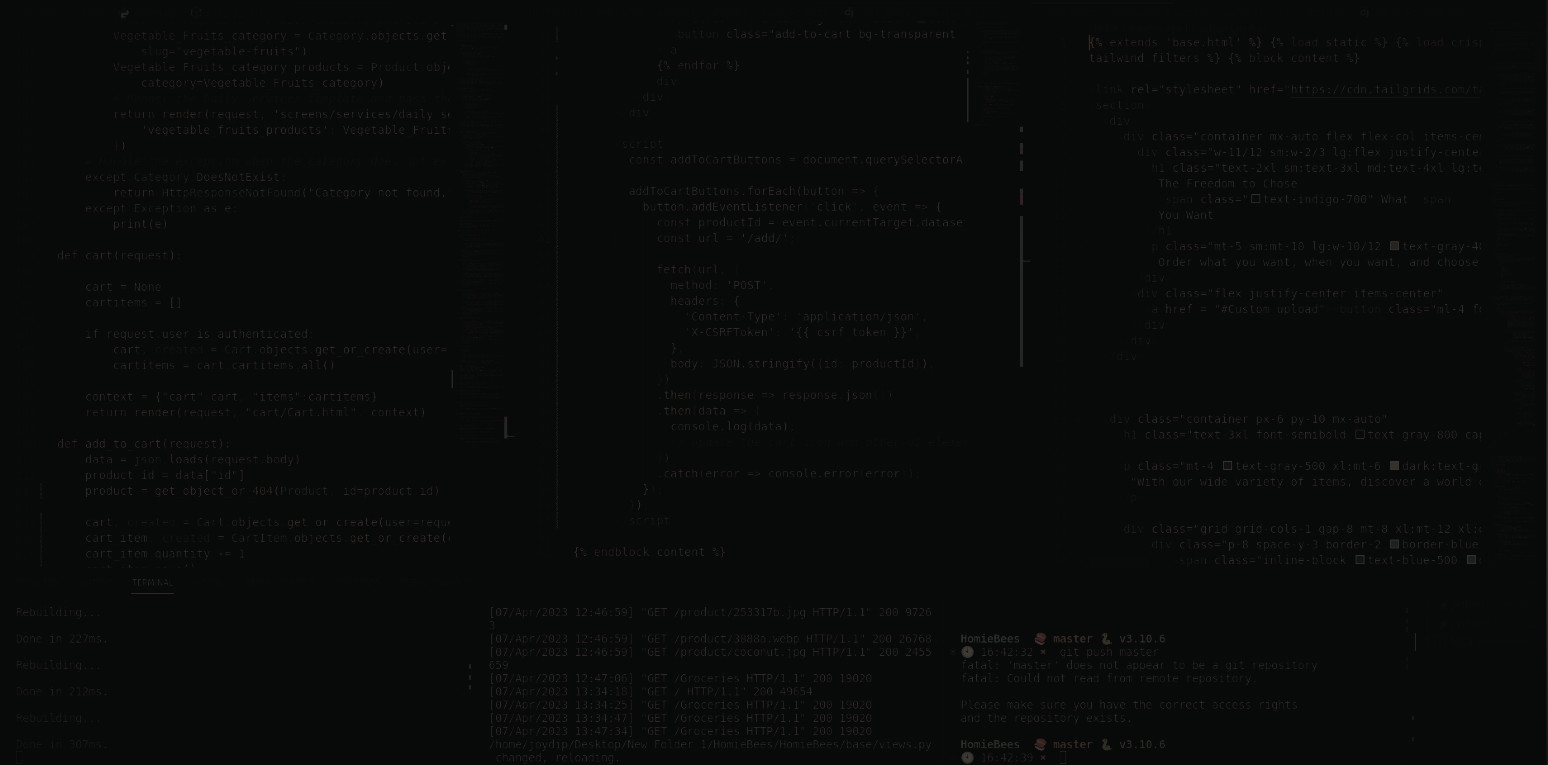 Vegetable_Fruits_category = Category.objects.get
slug='vegetable-fruits')
Vegetable_Fruits_category_products = Product.obj
category=Vegetable_Fruits_category)
return render(request, 'screens/services/daily_s
'vegetable_fruits_products': Vegetable_Fruit
})
except Category.DoesNotExist
return HttpResponseNotFound("Category not found.
except Exception as e
print(e)
def cart(request)
cart = None
cartitems = []
if request.user.is_authenticated:
cart, created = Cart.objects.get_or_create(user=
cartitems = cart.cartitems.all()
context = {"cart":cart, "items":cartitems}
return render(request, "cart/Cart.html", context)
def add_to_cart(request):
data = json.loads(request.body)
product_id = data["id"]
product = get_object_or_404(Product, id=product_id)
cart, created = Cart.objects.get_or_create(user=requ
cart_item, created = CartItem.objects.get_or_create(
cart_item.quantity += 1
button class="add-to-cart bg-transparent
a
{% endfor %}
div
div
div
script
const addToCartButtons = document.querySelectorA
addToCartButtons.forEach(button => {
button.addEventListener 'click', event => {
const productId = event.currentTarget.datase
const url = '/add/'
fetch(url,
method: 'POST',
headers: {
'Content-Type': 'application/json',
'X-CSRFToken': '{{ csrf_token }}'
},
body: JSON.stringify({id: productId})
})
then(response => response.json())
then(data => {
console.log(data)
})
.catch(error => console.error(error))
})
})
script
{% endblock content %}
{% extends 'base.html' %} {% load static %} {% load cris
tailwind_filters %} {% block content %}
link rel="stylesheet" href="https://cdn.tailgrids.com/t
section
div
div class="container mx-auto flex flex-col items-cen
div class="w-11/12 sm:w-2/3 lg:flex justify-cente
h1 class="text-2xl sm:text-3xl md:text-4xl lg:t
The Freedom to Chose
span class="text-indigo-700" What span
You Want
h1
p class="mt-5 sm:mt-10 lg:w-10/12 text-gray-40
Order what you want, when you want, and choose
div
div class="flex justify-center items-center"
a href = "#Custom_upload" button class="ml-4 f
div
div
div class="container px-6 py-10 mx-auto"
h1 class="text-3xl font-semibold text-gray-800 cap
p class="mt-4 text-gray-500 xl:mt-6 dark:text-g
"With our wide variety of items, discover a world
p
div class="grid grid-cols-1 gap-8 mt-8 xl:mt-12 xl:g
div class="p-8 space-y-3 border-2 border-blue
span class="inline-block text-blue-500
TERMINAL
Rebuilding...
Done in 227ms.
Rebuilding...
Done in 212ms.
Rebuilding...
Done in 307ms.
[07/Apr/2023 12:46:59] "GET /product/253317b.jpg HTTP/1.1" 200 9726
3
[07/Apr/2023 12:46:59] "GET /product/3888a.webp HTTP/1.1" 200 26768
[07/Apr/2023 12:46:59] "GET /product/coconut.jpg HTTP/1.1" 200 2455
659
[07/Apr/2023 12:47:06] "GET /Groceries HTTP/1.1" 200 19020
[07/Apr/2023 13:34:18] "GET / HTTP/1.1" 200 49654
[07/Apr/2023 13:34:25] "GET /Groceries HTTP/1.1" 200 19020
[07/Apr/2023 13:34:47] "GET /Groceries HTTP/1.1" 200 19020
[07/Apr/2023 13:47:34] "GET /Groceries HTTP/1.1" 200 19020
/home/joydip/Desktop/New Folder 1/HomieBees/HomieBees/base/views.py
changed, reloading.
HomieBees master v3.10.6
16:42:32 git push master
fatal: 'master' does not appear to be a git repository
fatal: Could not read from remote repository.
Please make sure you have the correct access rights
and the repository exists.
HomieBees master v3.10.6
16:42:39